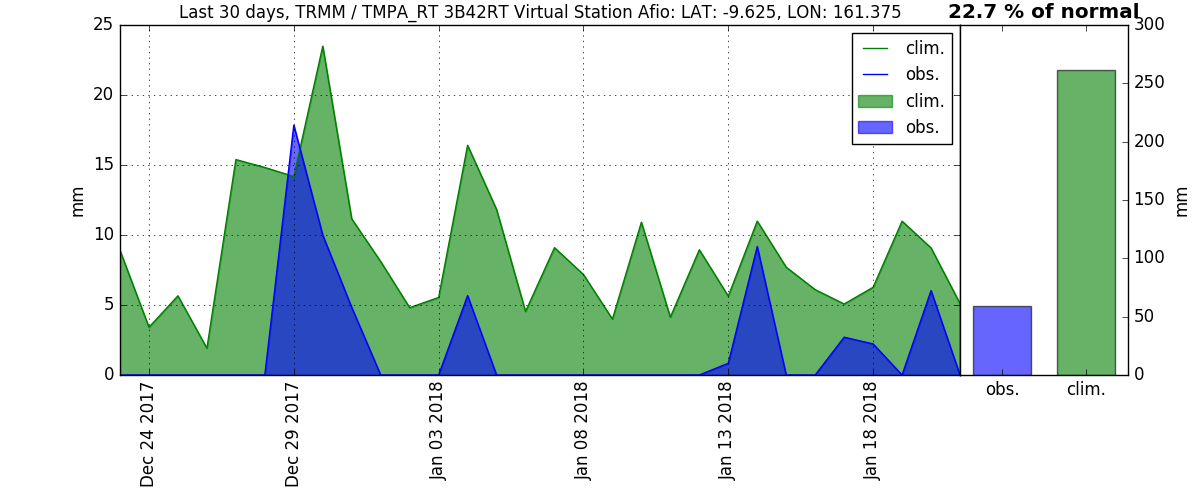 Last 30 days, TRMM / TMPA_RT 3B42RT Virtual Station Afio: LAT: -9.625, LON: 161.375
22.7 % of normal
25
20
15
10
5
0
mm
clim.
obs.
clim.
obs.
Dec 24 2017
Dec 29 2017
Jan 03 2018
Jan 08 2018
Jan 13 2018
Jan 18 2018
300
250
200
150
100
50
0
mm
obs.
clim.